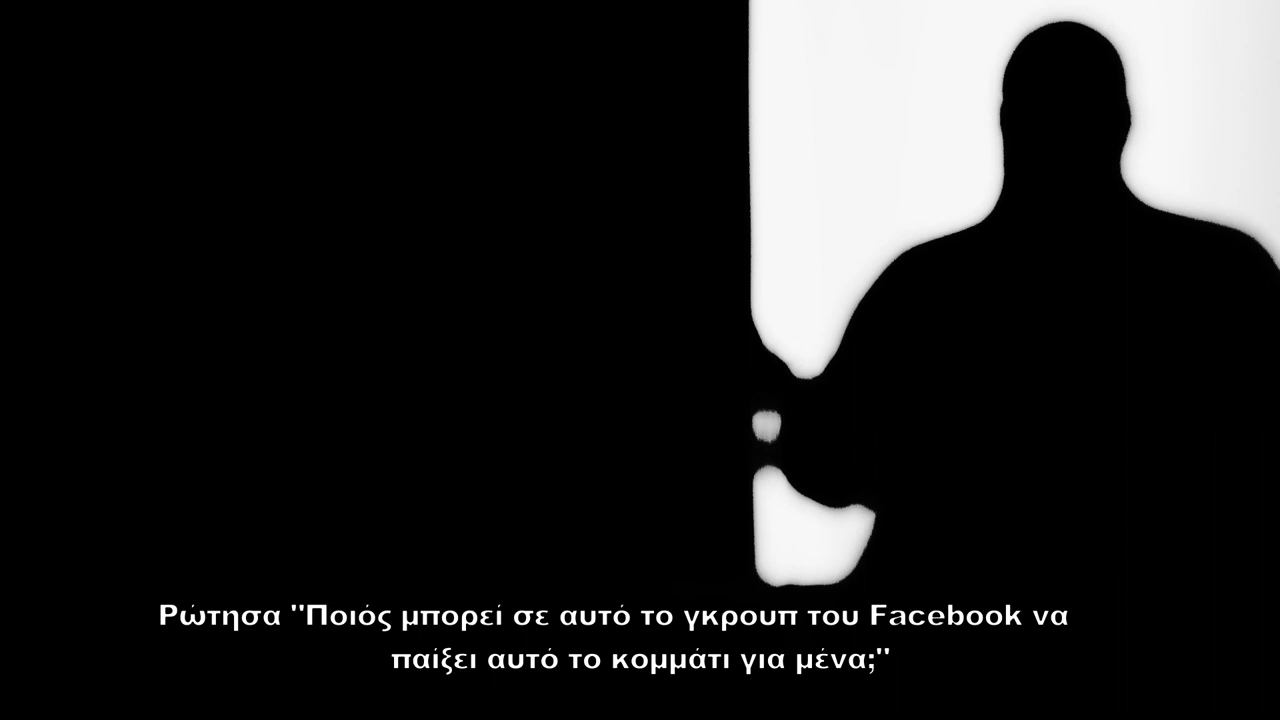 Ρώτησα "Ποιός μπορεί σε αυτό το γκρουπ του Facebook να
παίξει αυτό το κομμάτι για μένα;"